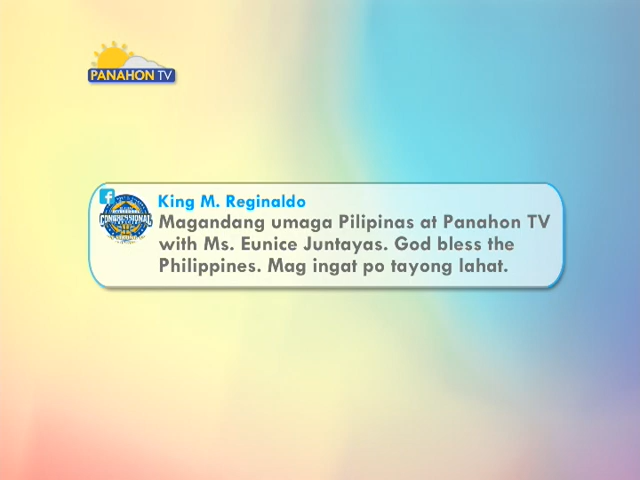 PANAHON TV
King M. Reginaldo
Magandang umaga Pilipinas at Panahon TV
with Ms. Eunice Juntayas. God bless the
Philippines. Mag ingat po tayong lahat.
CONGRESSIONAL